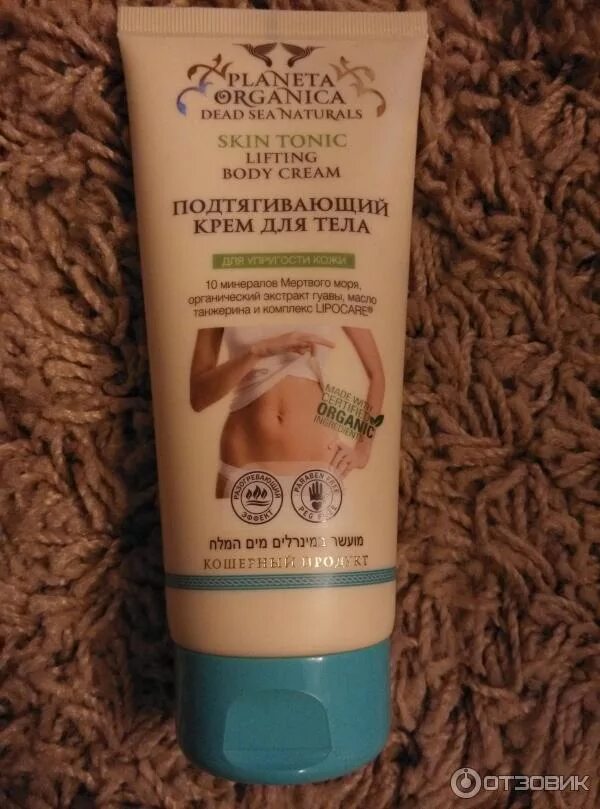 PLANETA
ORGANICA
DEAD SEA NATURALS
SKIN TONIC
LIFTING
BODY CREAM
ПОДТЯГИВАЮЩИЙ
КРЕМ ДЛЯ ТЕЛА
ДЛЯ УПРУГОСТИ КОЖИ
10 минералов Мертвого моря,
органический экстракт гуавы, масло
танжерина и комплекс LIPOCARE®
MADE WITH
CERTIFIED
ORGANIC
INGREDIENTS
РАЗОГРЕВАЮЩИЙ
ЭФФЕКТ
PARABEN FREE
PEG FREE
מועשר במינרלים מים המלח
КОШЕРНЫЙ ПРОДУКТ
ОТЗОВИК